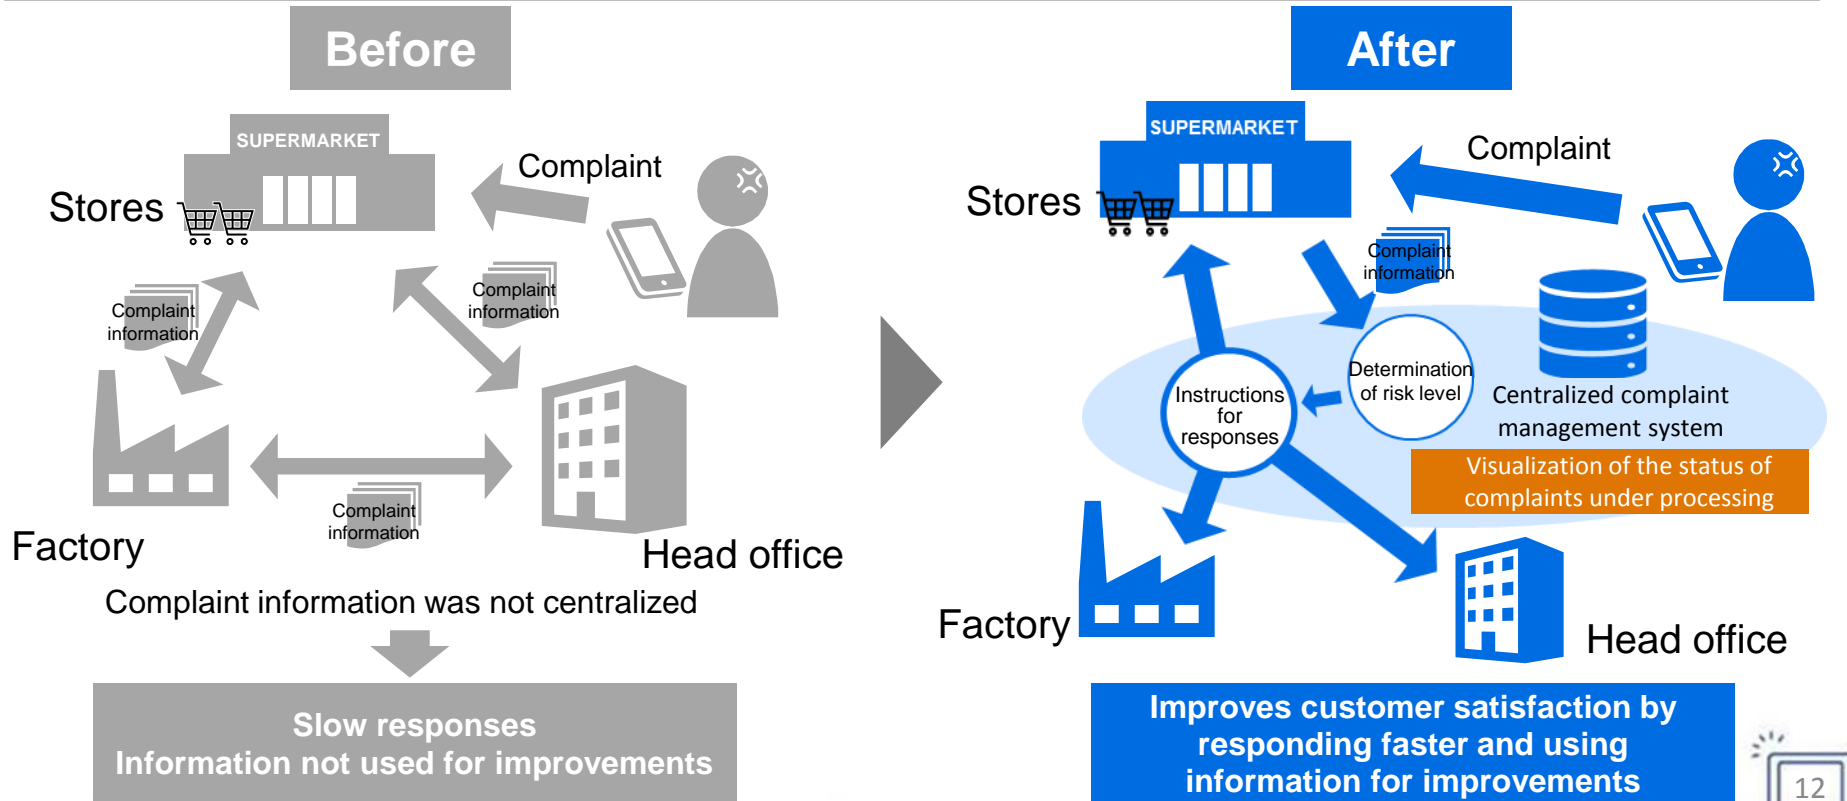 Before
SUPERMARKET
Complaint
Stores
Complaint
information
Complaint
information
Complaint
information
Factory
Head office
Complaint information was not centralized
Slow responses
Information not used for improvements
After
SUPERMARKET
Complaint
Stores
Complaint
information
Determination
of risk level
Instructions
for
responses
Centralized complaint
management system
Visualization of the status of
complaints under processing
Factory
Head office
Improves customer satisfaction by
responding faster and using
information for improvements
12